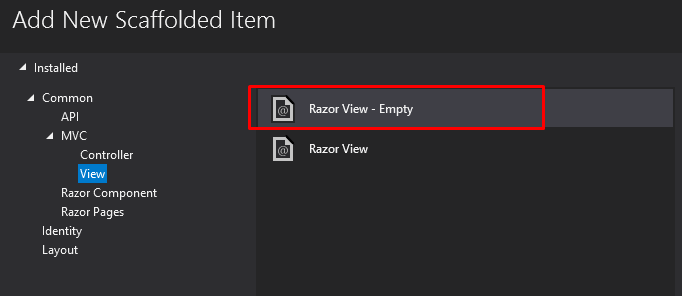 Add New Scaffolded Item
Installed
Common
API
MVC
Controller
View
Razor Component
Razor Pages
Identity
Layout
Razor View - Empty
Razor View